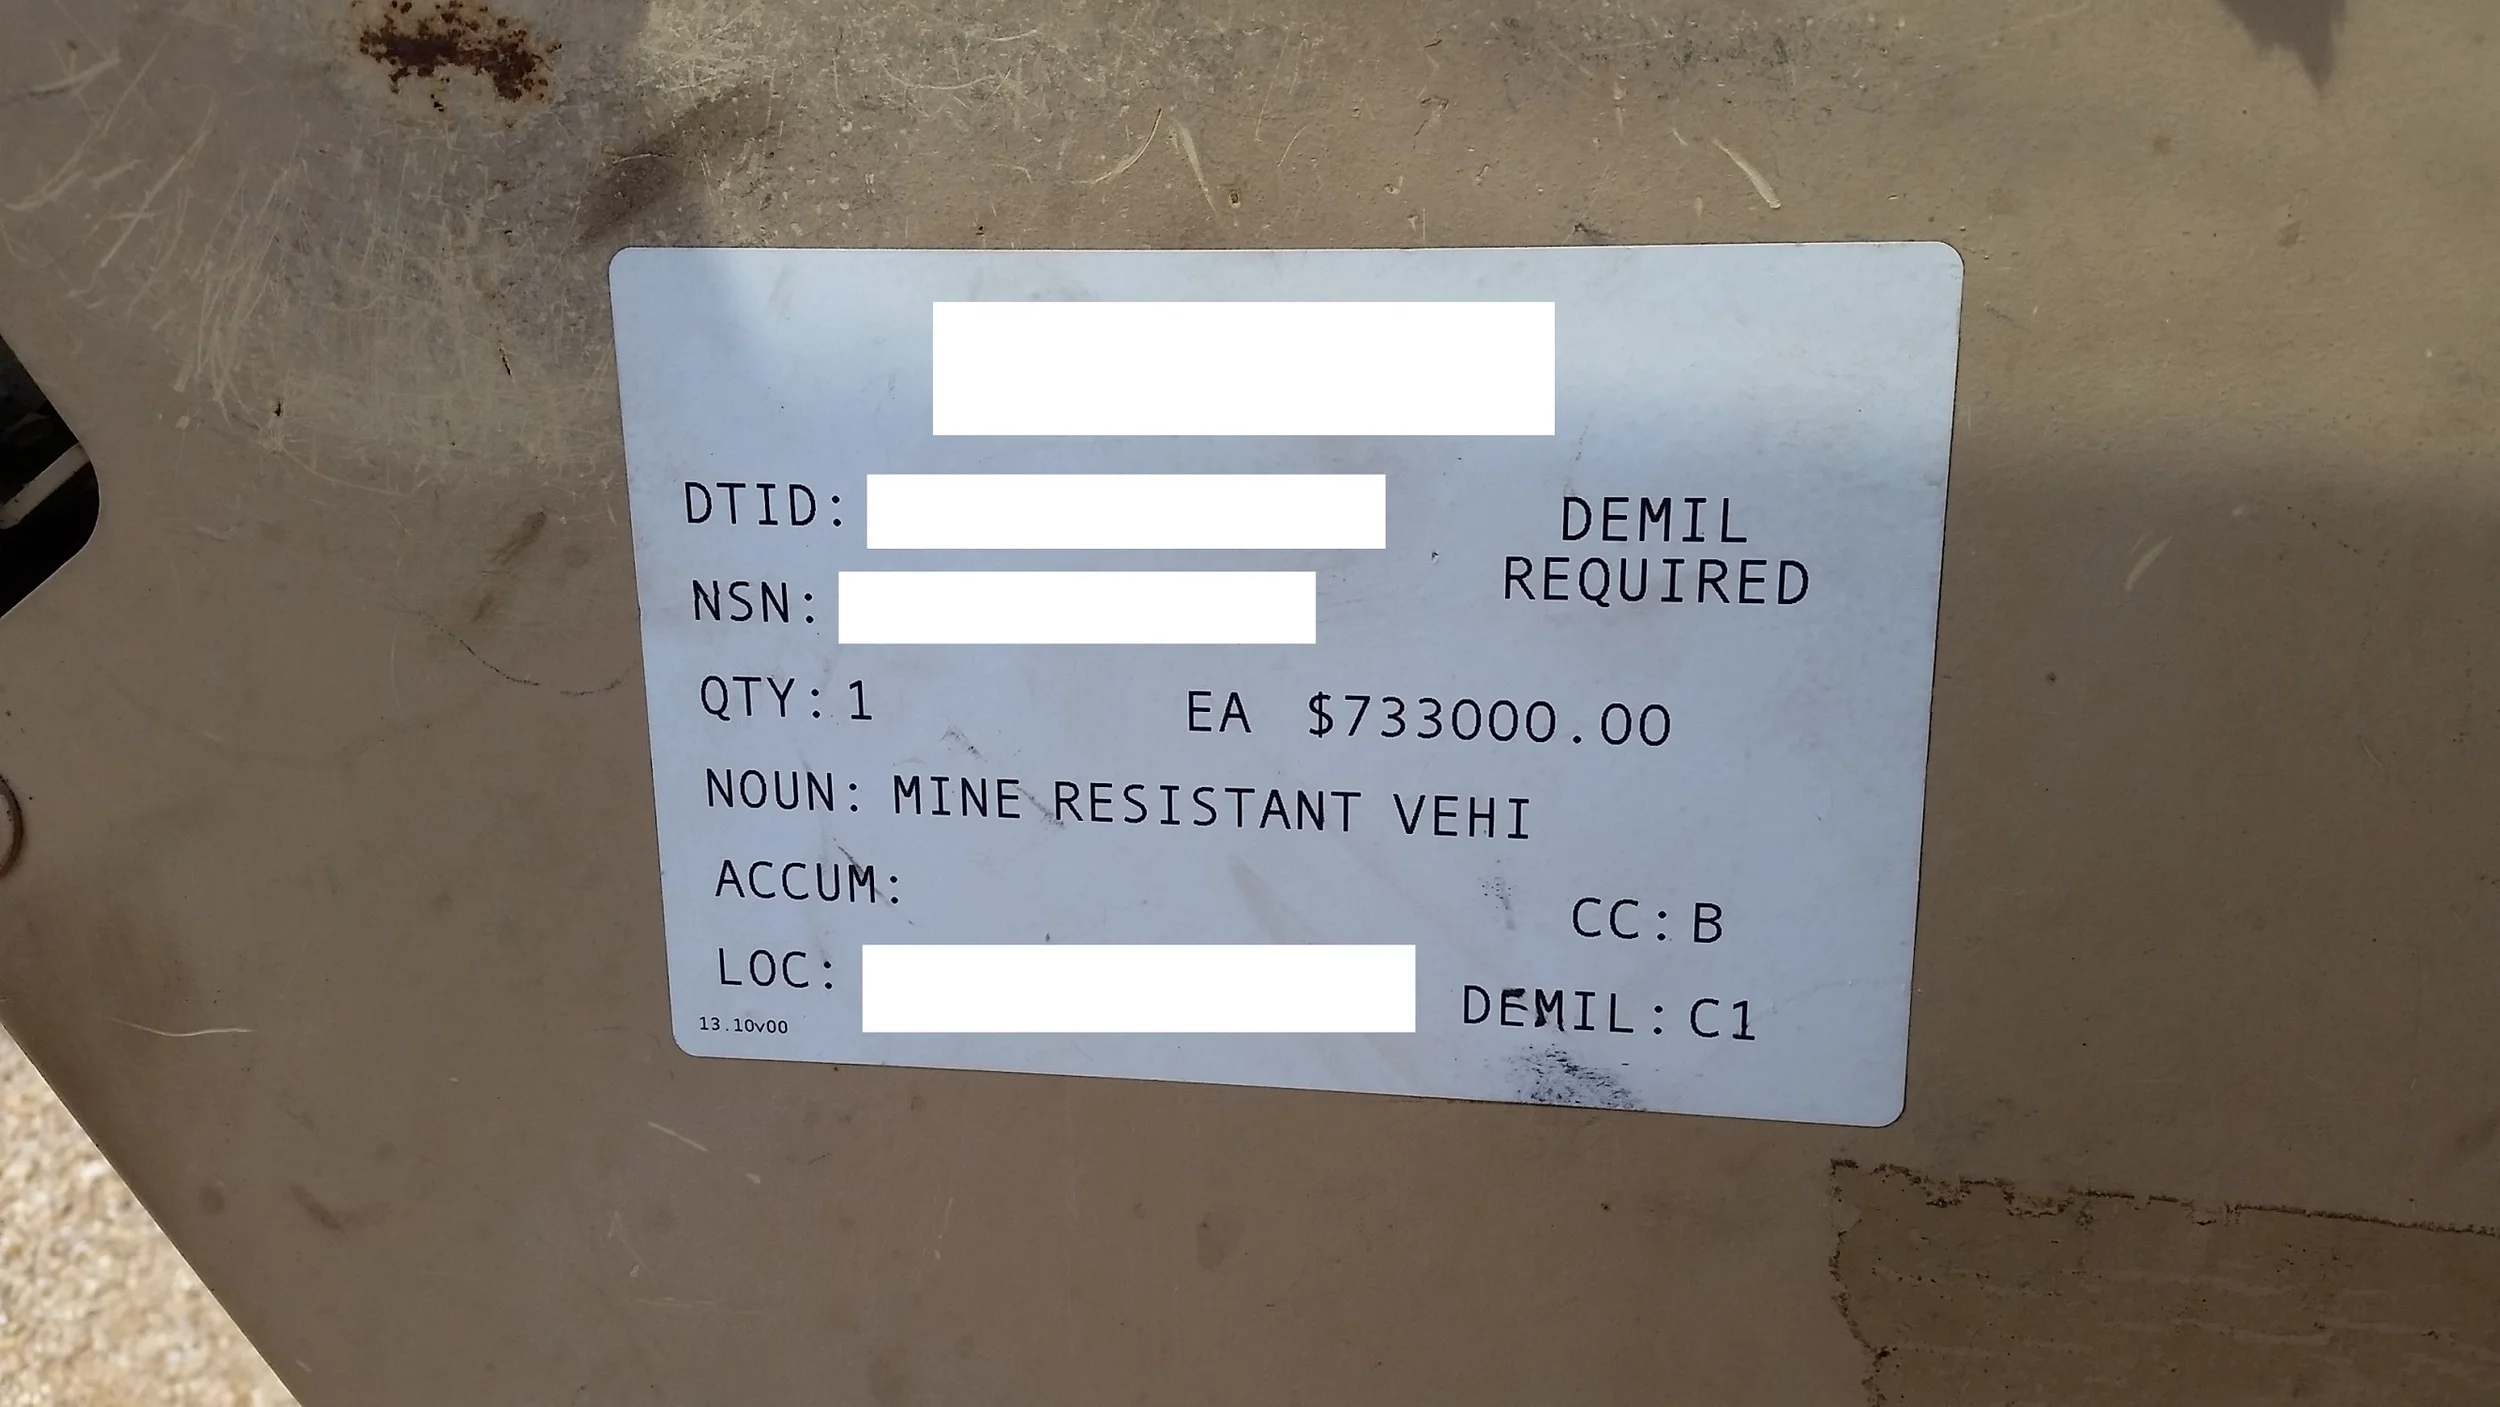 DTID:
DEMIL
REQUIRED
NSN:
QTY: 1 EA $733000.00
NOUN: MINE RESISTANT VEHI
ACCUM:
CC: B
LOC:
DEMIL: C1
13.10v00